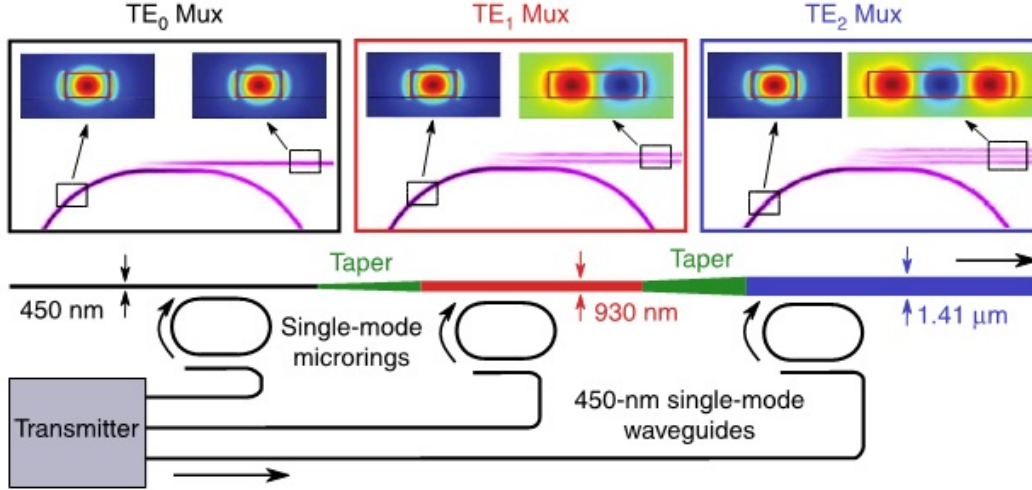 TE0 Mux
TE1 Mux
TE2 Mux
Taper
Taper
450 nm
930 nm
1.41 μm
Single-mode
microrings
Transmitter
450-nm single-mode
waveguides